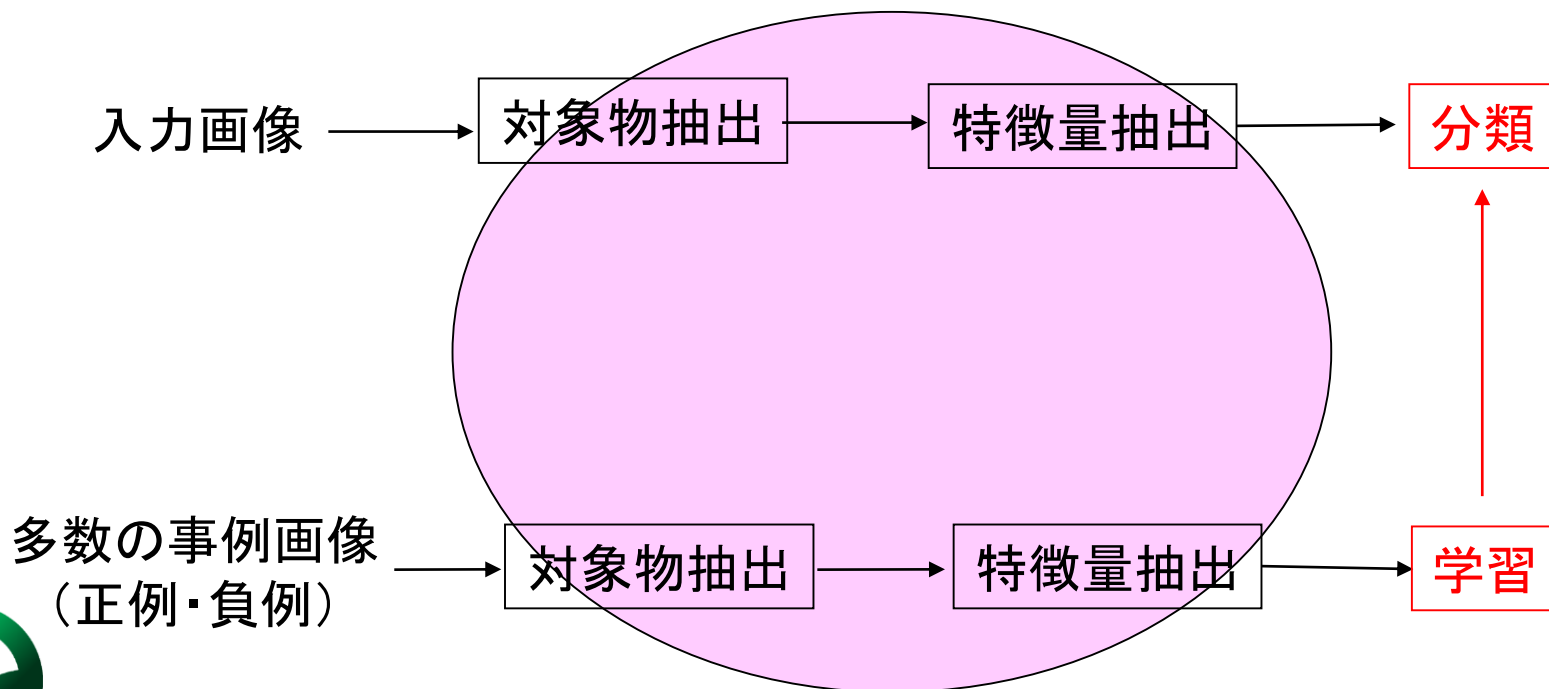 入力画像
対象物抽出
特徴量抽出
分類
多数の事例画像
（正例・負例）
対象物抽出
特徴量抽出
学習